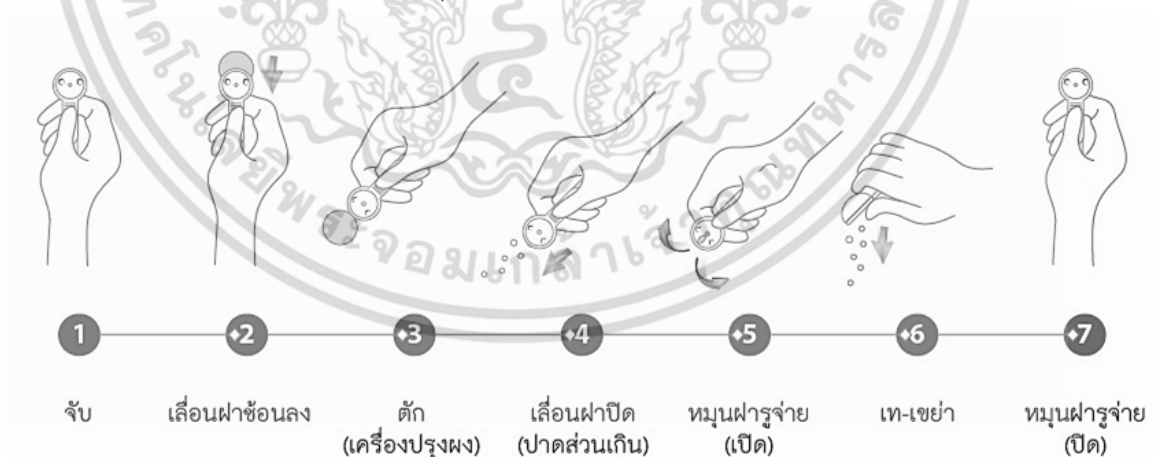 1 2 3 4 5 6 7
จับ เลื่อนฝาช้อนลง ตัก เลื่อนฝาปิด หมุนฝารูจ่าย เท-เขย่า หมุนฝารูจ่าย
(เครื่องปรุงผง) (ปาดส่วนเกิน) (เปิด) (ปิด)